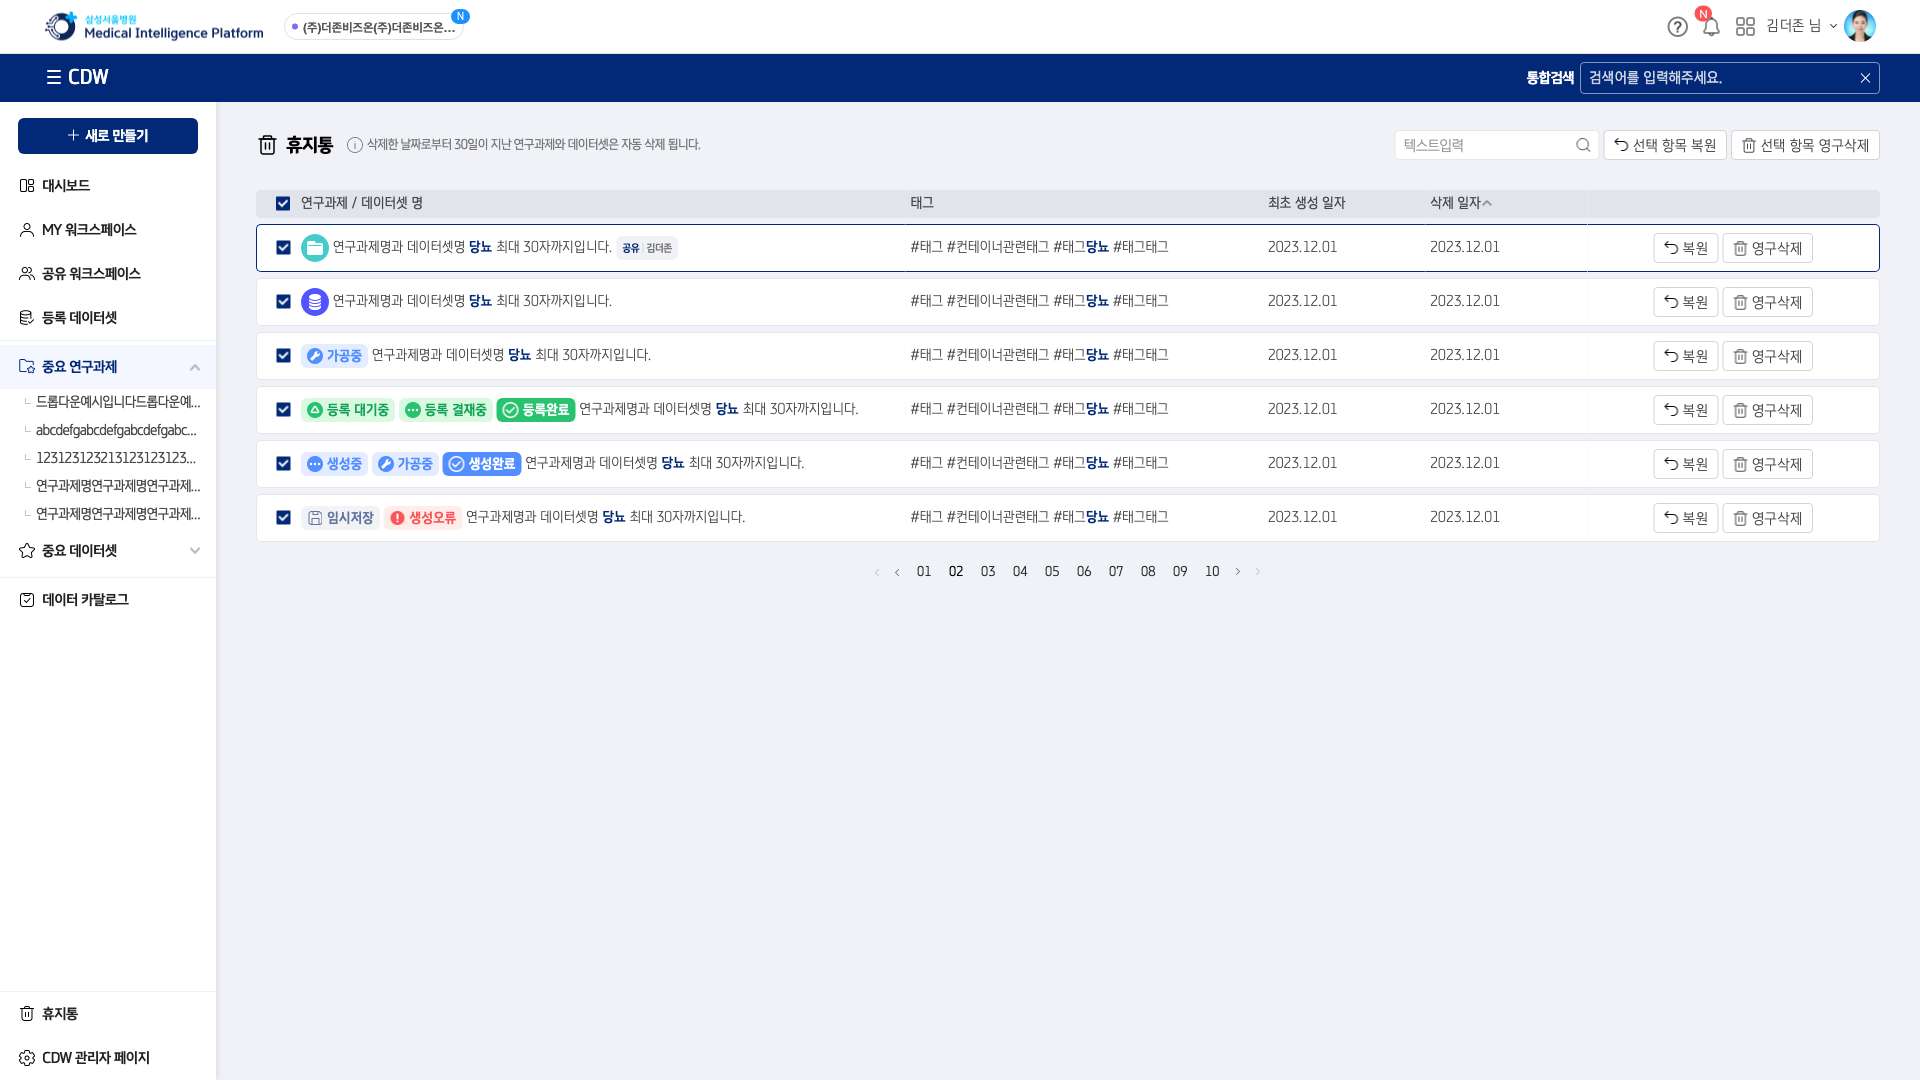 삼성서울병원
Medical Intelligence Platform
(주)더존비즈온(주)더존비즈온...
N
N
김더존 님
CDW
통합검색
검색어를 입력해주세요.
새로 만들기
대시보드
MY 워크스페이스
공유 워크스페이스
등록 데이터셋
중요 연구과제
드롭다운예시입니다드롭다운예...
abcdefgabcdefgabcdefgabc...
123123123213123123123...
연구과제명연구과제명연구과제...
연구과제명연구과제명연구과제...
중요 데이터셋
데이터 카탈로그
휴지통
CDW 관리자 페이지
휴지통
삭제한 날짜로부터 30일이 지난 연구과제와 데이터셋은 자동 삭제 됩니다.
텍스트입력
선택 항목 복원
선택 항목 영구삭제
연구과제 / 데이터셋 명 태그 최초 생성 일자 삭제 일자
연구과제명과 데이터셋명 당뇨 최대 30자까지입니다. 공유 김더존 #태그 #컨테이너관련태그 #태그당뇨 #태그태그 2023.12.01 2023.12.01 복원 영구삭제
연구과제명과 데이터셋명 당뇨 최대 30자까지입니다. #태그 #컨테이너관련태그 #태그당뇨 #태그태그 2023.12.01 2023.12.01 복원 영구삭제
가공중 연구과제명과 데이터셋명 당뇨 최대 30자까지입니다. #태그 #컨테이너관련태그 #태그당뇨 #태그태그 2023.12.01 2023.12.01 복원 영구삭제
등록 대기중 등록 결재중 등록완료 연구과제명과 데이터셋명 당뇨 최대 30자까지입니다. #태그 #컨테이너관련태그 #태그당뇨 #태그태그 2023.12.01 2023.12.01 복원 영구삭제
생성중 가공중 생성완료 연구과제명과 데이터셋명 당뇨 최대 30자까지입니다. #태그 #컨테이너관련태그 #태그당뇨 #태그태그 2023.12.01 2023.12.01 복원 영구삭제
임시저장 생성오류 연구과제명과 데이터셋명 당뇨 최대 30자까지입니다. #태그 #컨테이너관련태그 #태그당뇨 #태그태그 2023.12.01 2023.12.01 복원 영구삭제
01 02 03 04 05 06 07 08 09 10